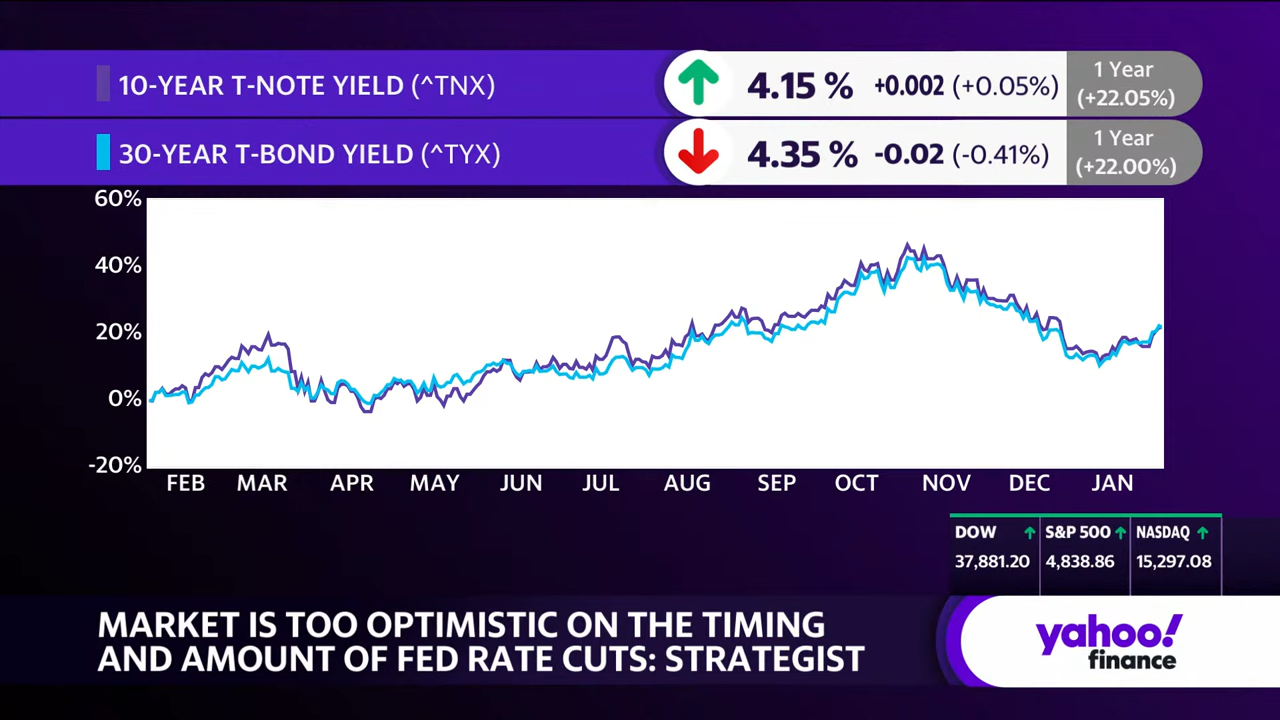 10-YEAR T-NOTE YIELD (^TNX) 4.15 % +0.002 (+0.05%) 1 Year (+22.05%)
30-YEAR T-BOND YIELD (^TYX) 4.35 % -0.02 (-0.41%) 1 Year (+22.00%)
60%
40%
20%
0%
-20%
FEB MAR APR MAY JUN JUL AUG SEP OCT NOV DEC JAN
DOW S&P 500 NASDAQ
37,881.20 4,838.86 15,297.08
MARKET IS TOO OPTIMISTIC ON THE TIMING
AND AMOUNT OF FED RATE CUTS: STRATEGIST
yahoo!
finance